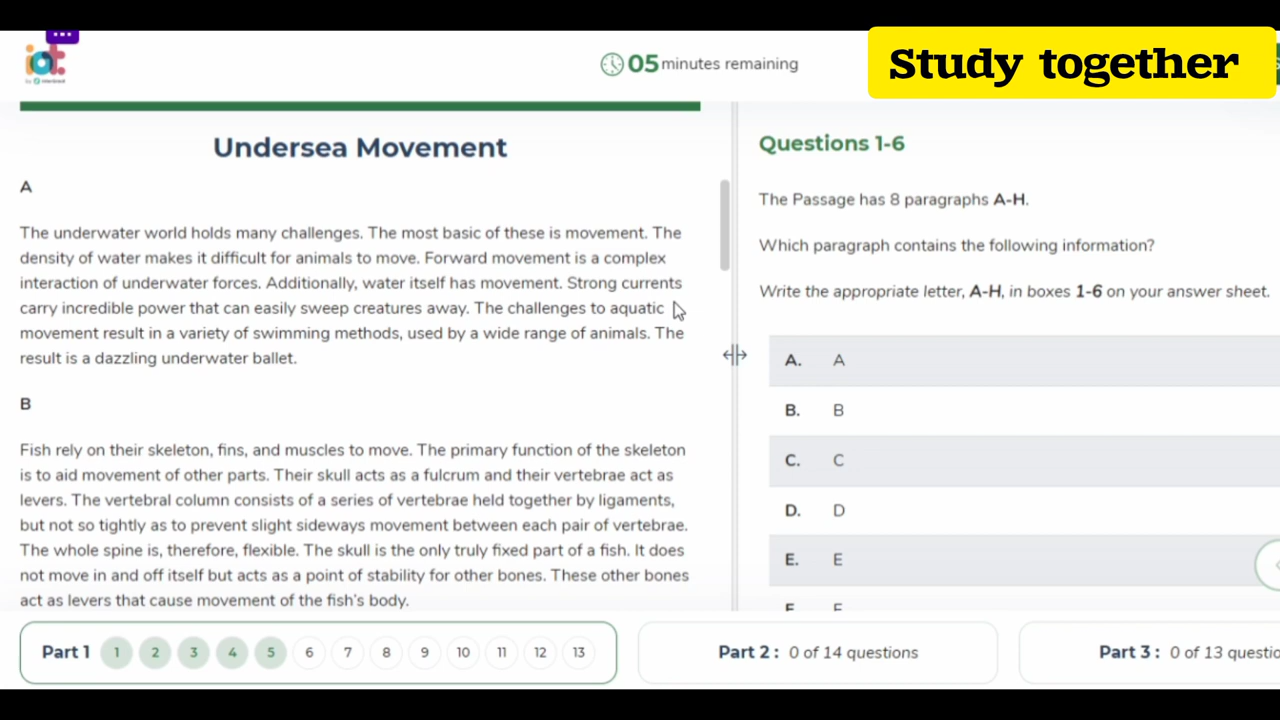 iot
05 minutes remaining
Study together
Undersea Movement
A
The underwater world holds many challenges. The most basic of these is movement. The
density of water makes it difficult for animals to move. Forward movement is a complex
interaction of underwater forces. Additionally, water itself has movement. Strong currents
carry incredible power that can easily sweep creatures away. The challenges to aquatic
movement result in a variety of swimming methods, used by a wide range of animals. The
result is a dazzling underwater ballet.
B
Fish rely on their skeleton, fins, and muscles to move. The primary function of the skeleton
is to aid movement of other parts. Their skull acts as a fulcrum and their vertebrae act as
levers. The vertebral column consists of a series of vertebrae held together by ligaments,
but not so tightly as to prevent slight sideways movement between each pair of vertebrae.
The whole spine is, therefore, flexible. The skull is the only truly fixed part of a fish. It does
not move in and off itself but acts as a point of stability for other bones. These other bones
act as levers that cause movement of the fish's body.
Questions 1-6
The Passage has 8 paragraphs A-H.
Which paragraph contains the following information?
Write the appropriate letter, A-H, in boxes 1-6 on your answer sheet.
A. A
B. B
C. C
D. D
E. E
F. F
Part 1 1 2 3 4 5 6 7 8 9 10 11 12 13
Part 2 : 0 of 14 questions
Part 3 : 0 of 13 questio